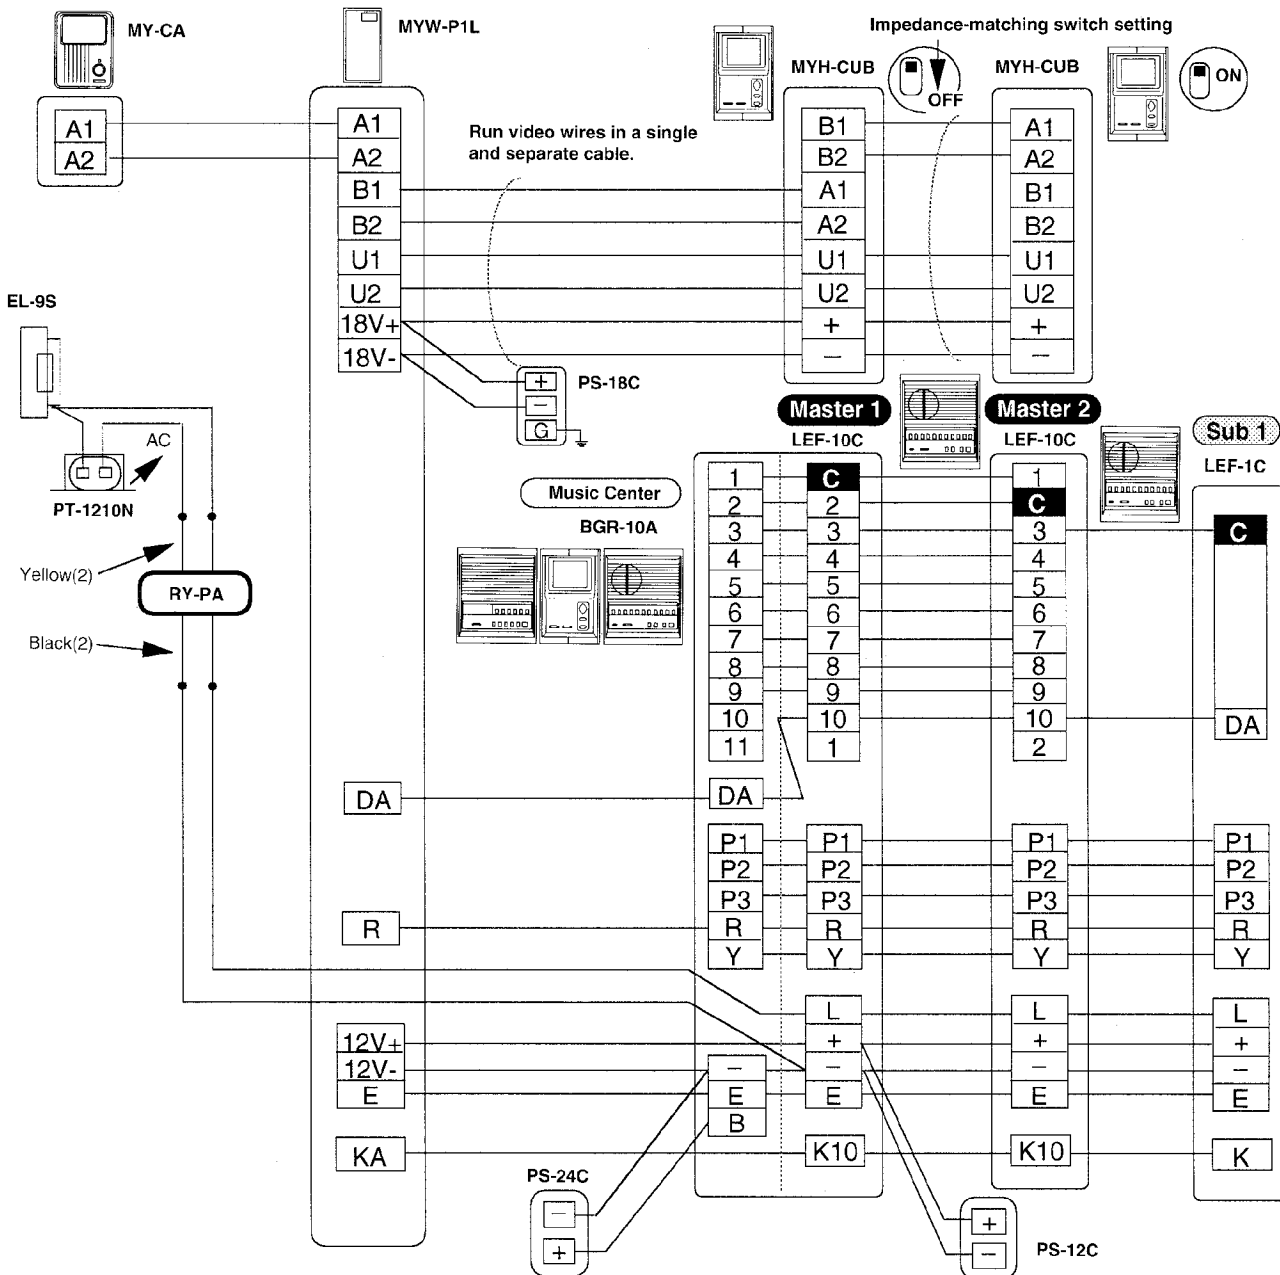 MY-CA
A1
A2
MYW-P1L
A1
A2
B1
B2
U1
U2
18V+
18V-
DA
R
12V+
12V-
E
KA
Run video wires in a single
and separate cable.
Impedance-matching switch setting
OFF
ON
MYH-CUB
B1
B2
A1
A2
U1
U2
+
−
MYH-CUB
A1
A2
B1
B2
U1
U2
+
−
PS-18C
+
−
G
EL-9S
AC
PT-1210N
Yellow(2)
RY-PA
Black(2)
Music Center
BGR-10A
1
2
3
4
5
6
7
8
9
10
11
DA
P1
P2
P3
R
Y
−
E
B
Master 1
LEF-10C
C
2
3
4
5
6
7
8
9
10
1
P1
P2
P3
R
Y
L
+
−
E
K10
Master 2
LEF-10C
1
C
3
4
5
6
7
8
9
10
2
P1
P2
P3
R
Y
L
+
−
E
K10
Sub 1
LEF-1C
C
DA
P1
P2
P3
R
Y
L
+
−
E
K
PS-24C
−
+
PS-12C
+
−